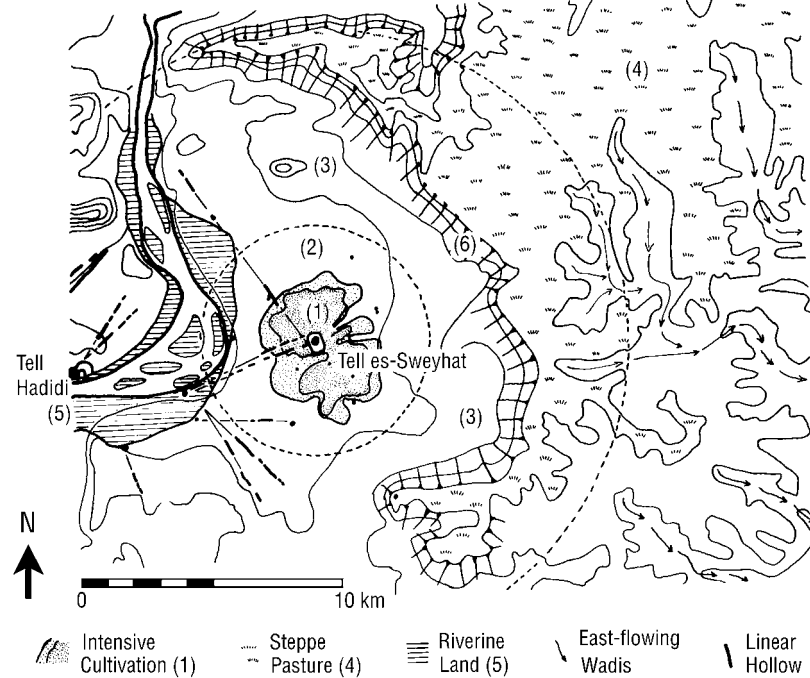 (4)
(3)
(6)
(2)
(1)
Tell es-Sweyhat
Tell
Hadidi
(5)
(3)
N
0
10 km
Intensive
Cultivation (1)
Steppe
Pasture (4)
Riverine
Land (5)
East-flowing
Wadis
Linear
Hollow